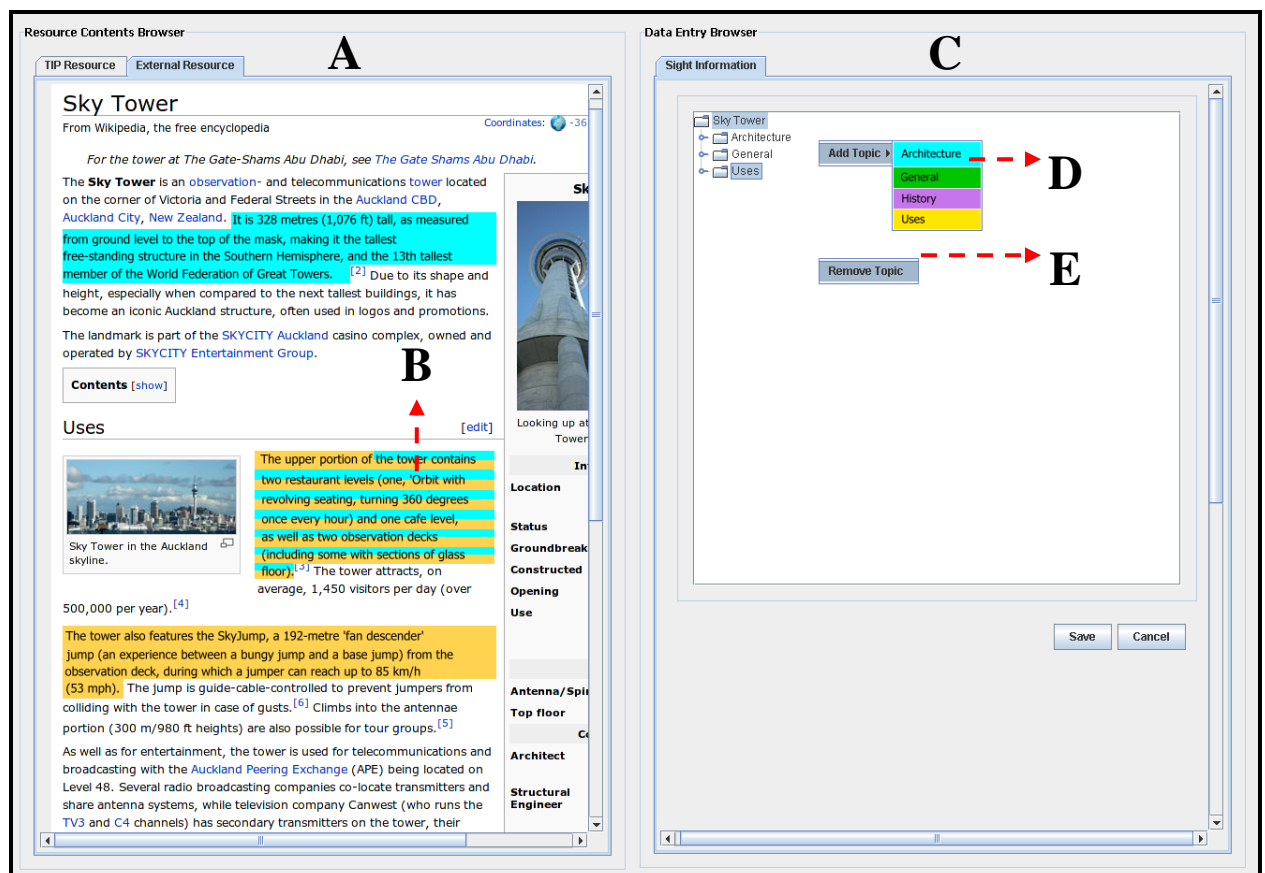 Resource Contents Browser
A
TIP Resource
External Resource
Sky Tower
From Wikipedia, the free encyclopedia
Coordinates: -36
For the tower at The Gate-Shams Abu Dhabi, see The Gate Shams Abu Dhabi.
The Sky Tower is an observation- and telecommunications tower located
on the corner of Victoria and Federal Streets in the Auckland CBD,
Auckland City, New Zealand. It is 328 metres (1,076 ft) tall, as measured
from ground level to the top of the mask, making it the tallest
free-standing structure in the Southern Hemisphere, and the 13th tallest
member of the World Federation of Great Towers. [2] Due to its shape and
height, especially when compared to the next tallest buildings, it has
become an iconic Auckland structure, often used in logos and promotions.
The landmark is part of the SKYCITY Auckland casino complex, owned and
operated by SKYCITY Entertainment Group.
B
Contents [show]
Uses
[edit]
The upper portion of the tower contains
two restaurant levels (one, 'Orbit with
revolving seating, turning 360 degrees
once every hour) and one cafe level,
as well as two observation decks
(including some with sections of glass
floor).[3] The tower attracts, on
average, 1,450 visitors per day (over
Sky Tower in the Auckland
skyline.
500,000 per year).[4]
The tower also features the SkyJump, a 192-metre 'fan descender'
jump (an experience between a bungy jump and a base jump) from the
observation deck, during which a jumper can reach up to 85 km/h
(53 mph). The jump is guide-cable-controlled to prevent jumpers from
colliding with the tower in case of gusts.[6] Climbs into the antennae
portion (300 m/980 ft heights) are also possible for tour groups.[5]
As well as for entertainment, the tower is used for telecommunications and
broadcasting with the Auckland Peering Exchange (APE) being located on
Level 48. Several radio broadcasting companies co-locate transmitters and
share antenna systems, while television company Canwest (who runs the
TV3 and C4 channels) has secondary transmitters on the tower, their
Sk
Looking up at
Tower
In
Location
Status
Groundbreak
Constructed
Opening
Use
Antenna/Spi
Top floor
Co
Architect
Structural
Engineer
Data Entry Browser
C
Sight Information
Sky Tower
Architecture
General
Uses
Add Topic
Architecture
General
History
Uses
D
Remove Topic
E
Save
Cancel